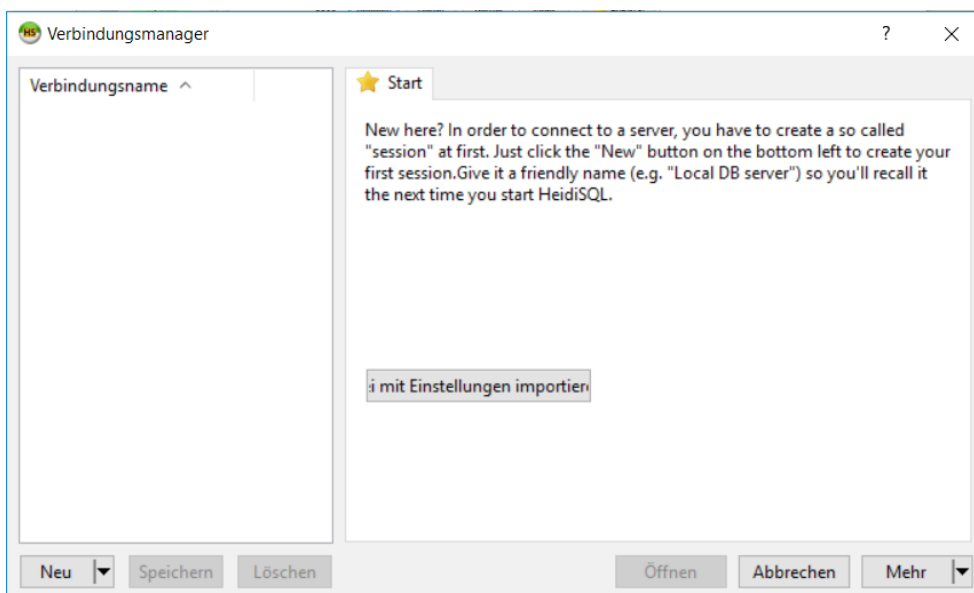 HS Verbindungsmanager
Verbindungsname
Start
New here? In order to connect to a server, you have to create a so called
"session" at first. Just click the "New" button on the bottom left to create your
first session.Give it a friendly name (e.g. "Local DB server") so you'll recall it
the next time you start HeidiSQL.
mit Einstellungen
Neu Speichern Löschen Öffnen Abbrechen Mehr